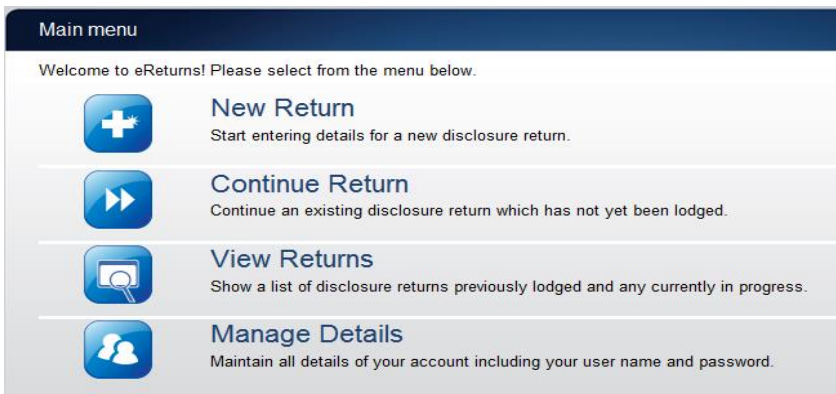 Main menu
Welcome to eReturns! Please select from the menu below.
New Return
Start entering details for a new disclosure return.
Continue Return
Continue an existing disclosure return which has not yet been lodged.
View Returns
Show a list of disclosure returns previously lodged and any currently in progress.
Manage Details
Maintain all details of your account including your user name and password.